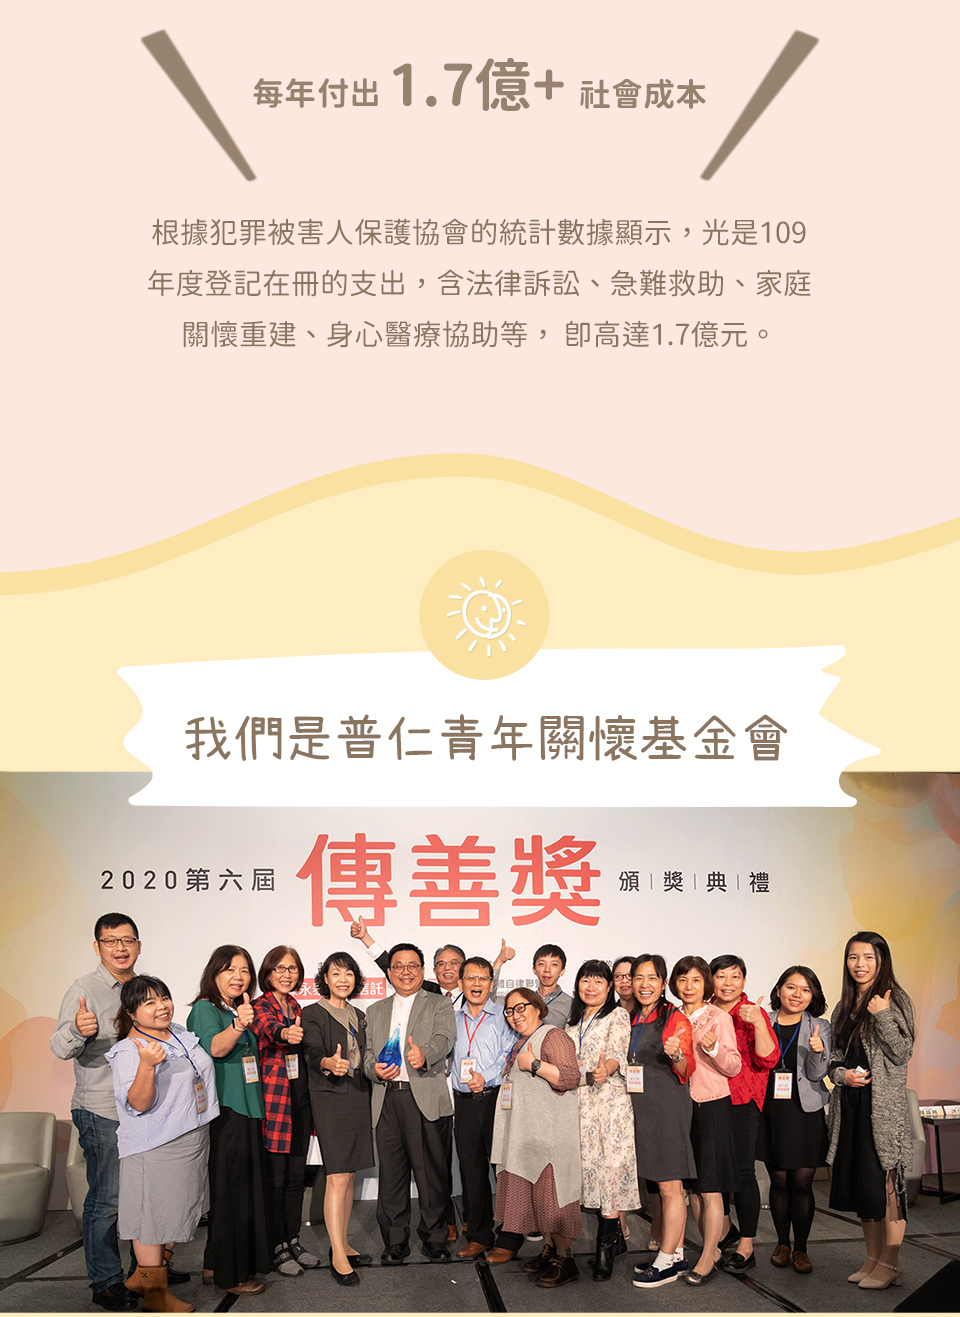 每年付出 1.7億+ 社會成本
根據犯罪被害人保護協會的統計數據顯示，光是109
年度登記在冊的支出，含法律訴訟、急難救助、家庭
關懷重建、身心醫療協助等， 即高達1.7億元。
我們是普仁青年關懷基金會
2020第六屆 傳善獎 頒|獎|典|禮
體自律聯